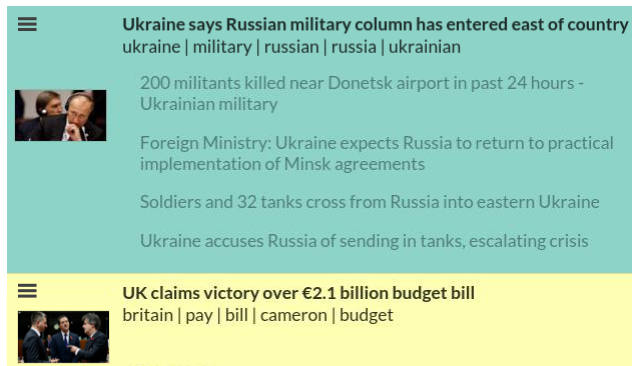 Ukraine says Russian military column has entered east of country
ukraine | military | russian | russia | ukrainian
200 militants killed near Donetsk airport in past 24 hours -
Ukrainian military
Foreign Ministry: Ukraine expects Russia to return to practical
implementation of Minsk agreements
Soldiers and 32 tanks cross from Russia into eastern Ukraine
Ukraine accuses Russia of sending in tanks, escalating crisis
UK claims victory over €2.1 billion budget bill
britain | pay | bill | cameron | budget